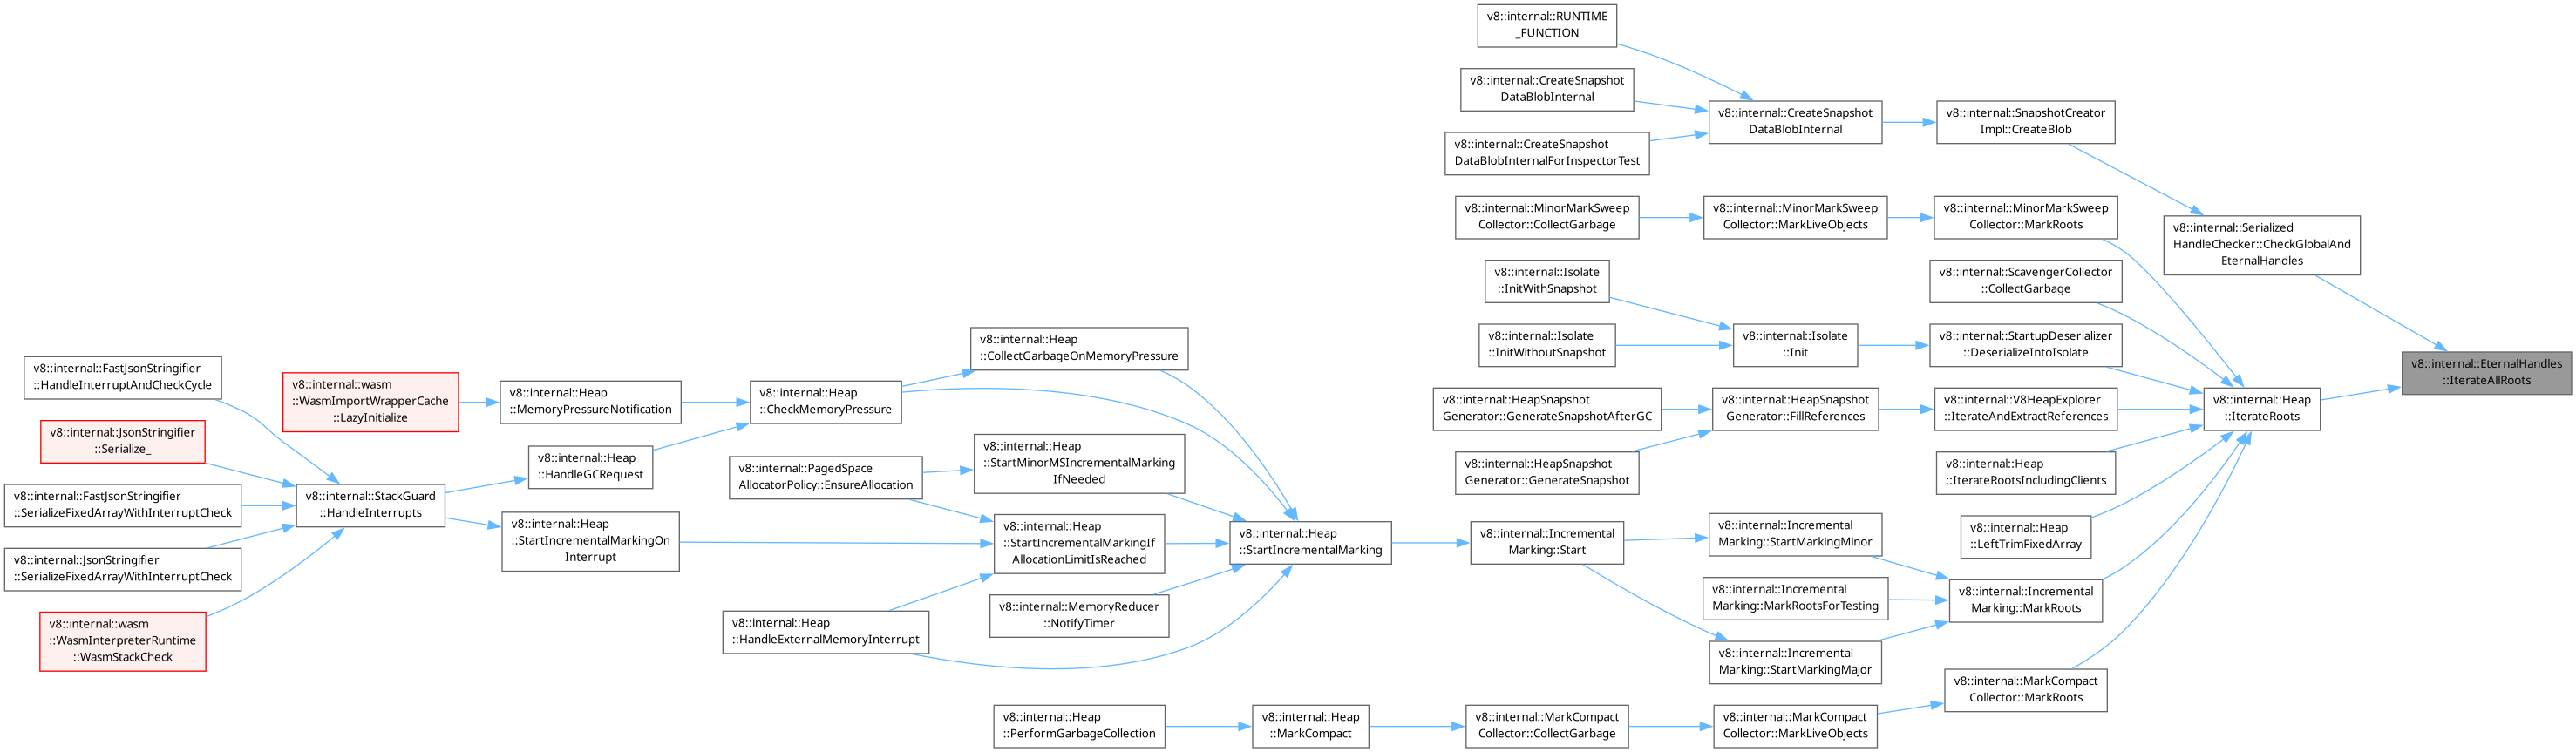 v8::internal::RUNTIME
_FUNCTION
v8::internal::CreateSnapshot
DataBlobInternal
v8::internal::CreateSnapshot
DataBlobInternalForInspectorTest
v8::internal::CreateSnapshot
DataBlobInternal
v8::internal::SnapshotCreator
Impl::CreateBlob
v8::internal::MinorMarkSweep
Collector::CollectGarbage
v8::internal::MinorMarkSweep
Collector::MarkLiveObjects
v8::internal::MinorMarkSweep
Collector::MarkRoots
v8::internal::Serialized
HandleChecker::CheckGlobalAnd
EternalHandles
v8::internal::Isolate
::InitWithSnapshot
v8::internal::ScavengerCollector
::CollectGarbage
v8::internal::Isolate
::InitWithoutSnapshot
v8::internal::Isolate
::Init
v8::internal::StartupDeserializer
::DeserializeIntoIsolate
v8::internal::EternalHandles
::IterateAllRoots
v8::internal::Heap
::CollectGarbageOnMemoryPressure
v8::internal::FastJsonStringifier
::HandleInterruptAndCheckCycle
v8::internal::wasm
::WasmImportWrapperCache
::LazyInitialize
v8::internal::Heap
::MemoryPressureNotification
v8::internal::Heap
::CheckMemoryPressure
v8::internal::HeapSnapshot
Generator::GenerateSnapshotAfterGC
v8::internal::HeapSnapshot
Generator::FillReferences
v8::internal::V8HeapExplorer
::IterateAndExtractReferences
v8::internal::Heap
::IterateRoots
v8::internal::JsonStringifier
::Serialize_
v8::internal::Heap
::HandleGCRequest
v8::internal::PagedSpace
AllocatorPolicy::EnsureAllocation
v8::internal::Heap
::StartMinorMSIncrementalMarking
IfNeeded
v8::internal::HeapSnapshot
Generator::GenerateSnapshot
v8::internal::Heap
::IterateRootsIncludingClients
v8::internal::FastJsonStringifier
::SerializeFixedArrayWithInterruptCheck
v8::internal::StackGuard
::HandleInterrupts
v8::internal::Heap
::StartIncrementalMarkingOn
Interrupt
v8::internal::Heap
::StartIncrementalMarkingIf
AllocationLimitIsReached
v8::internal::Heap
::StartIncrementalMarking
v8::internal::Incremental
Marking::Start
v8::internal::Incremental
Marking::StartMarkingMinor
v8::internal::Heap
::LeftTrimFixedArray
v8::internal::JsonStringifier
::SerializeFixedArrayWithInterruptCheck
v8::internal::Incremental
Marking::MarkRootsForTesting
v8::internal::Incremental
Marking::MarkRoots
v8::internal::wasm
::WasmInterpreterRuntime
::WasmStackCheck
v8::internal::Heap
::HandleExternalMemoryInterrupt
v8::internal::MemoryReducer
::NotifyTimer
v8::internal::Incremental
Marking::StartMarkingMajor
v8::internal::MarkCompact
Collector::MarkRoots
v8::internal::Heap
::PerformGarbageCollection
v8::internal::Heap
::MarkCompact
v8::internal::MarkCompact
Collector::CollectGarbage
v8::internal::MarkCompact
Collector::MarkLiveObjects